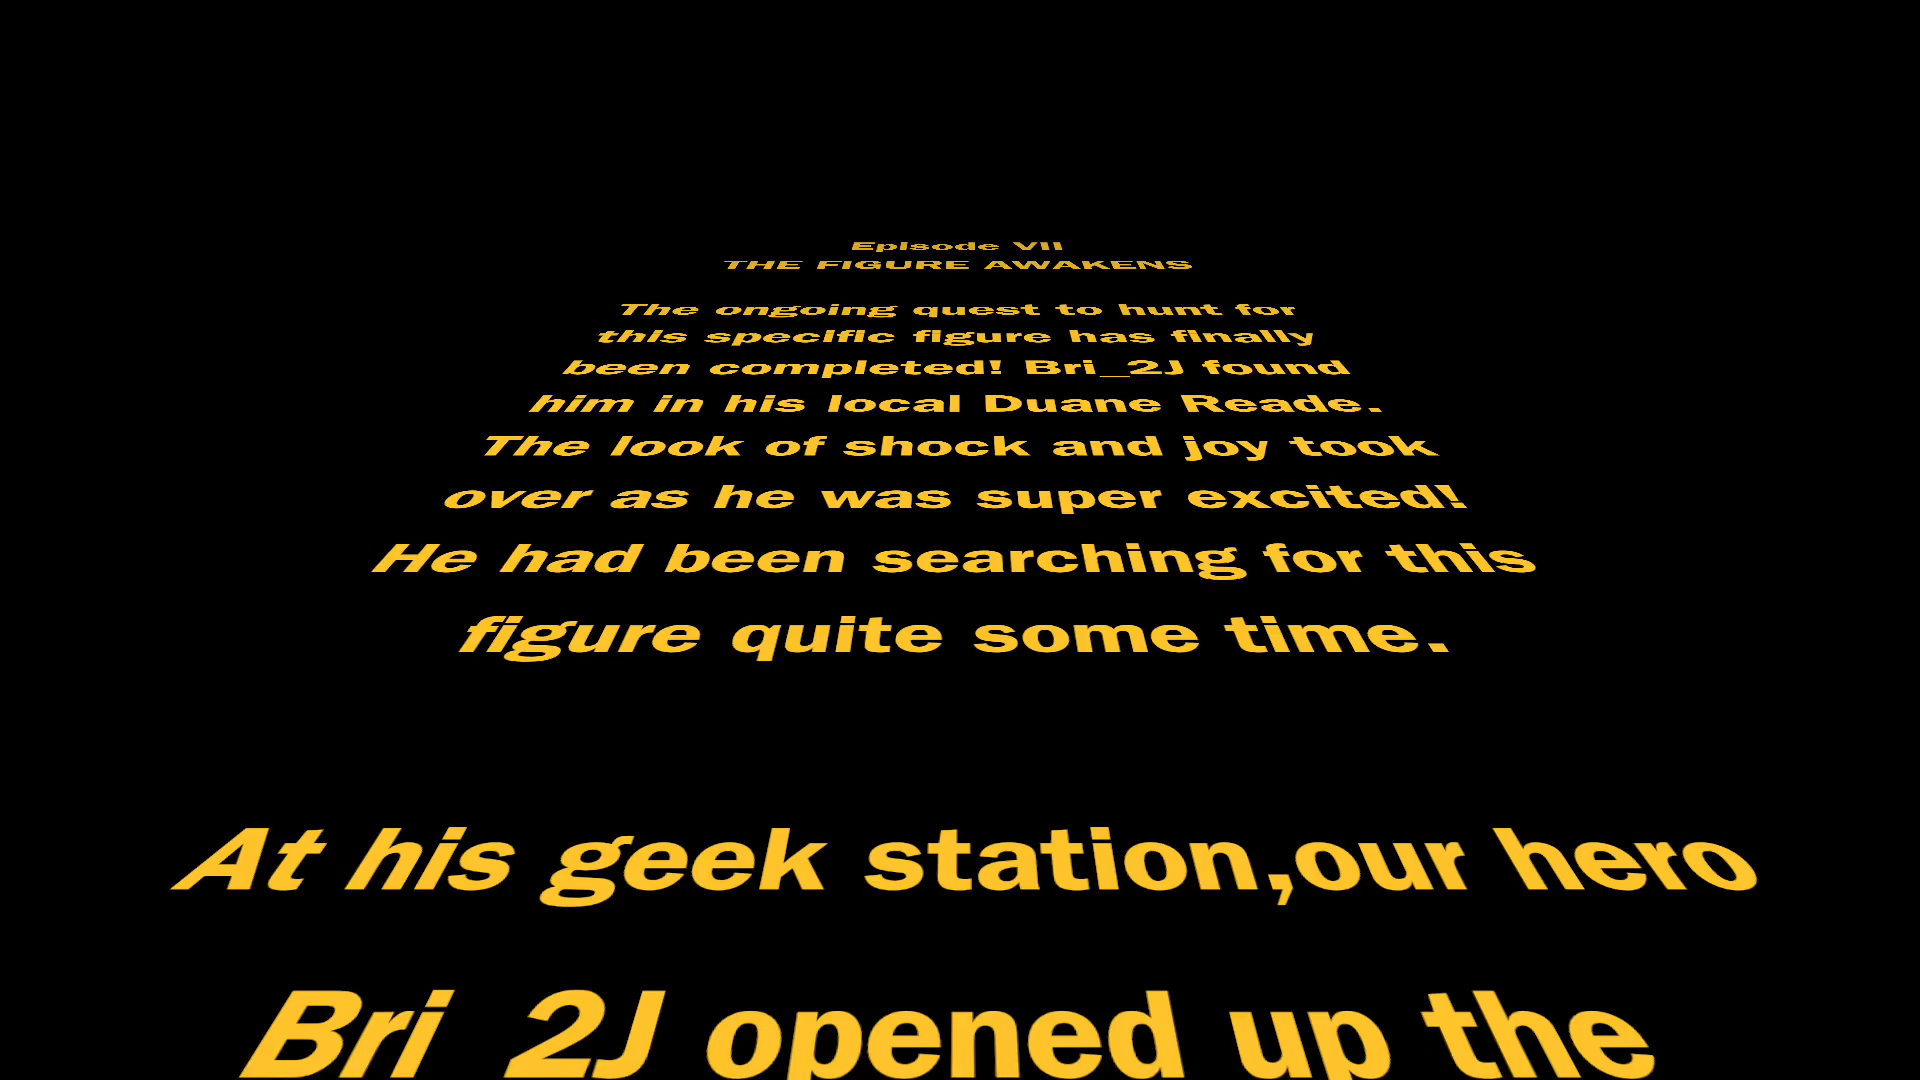 Episode VII
THE FIGURE AWAKENS
The ongoing quest to hunt for
this specific figure has finally
been completed! Bri_2J found
him in his local Duane Reade.
The look of shock and joy took
over as he was super excited!
He had been searching for this
figure quite some time.
At his geek station,our hero
Bri_2J opened up the